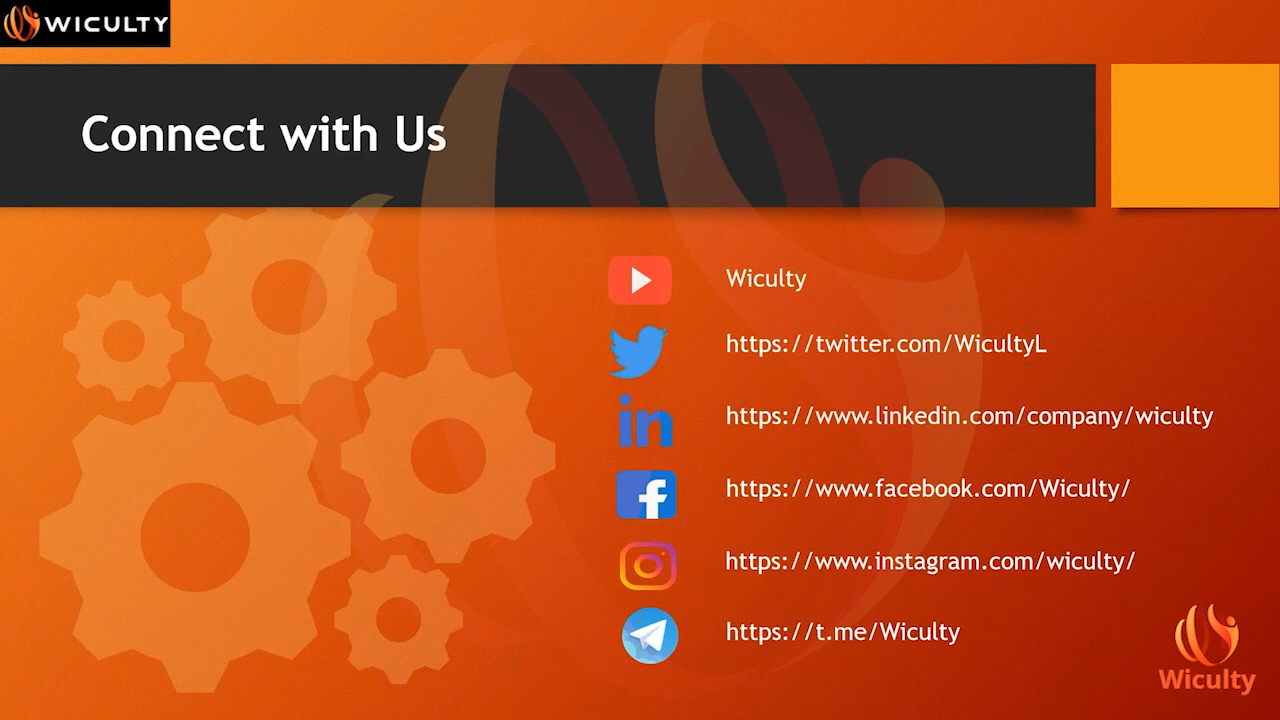 WICULTY
Connect with Us
Wiculty
https://twitter.com/WicultyL
https://www.linkedin.com/company/wiculty
https://www.facebook.com/Wiculty/
https://www.instagram.com/wiculty/
https://t.me/Wiculty
Wiculty